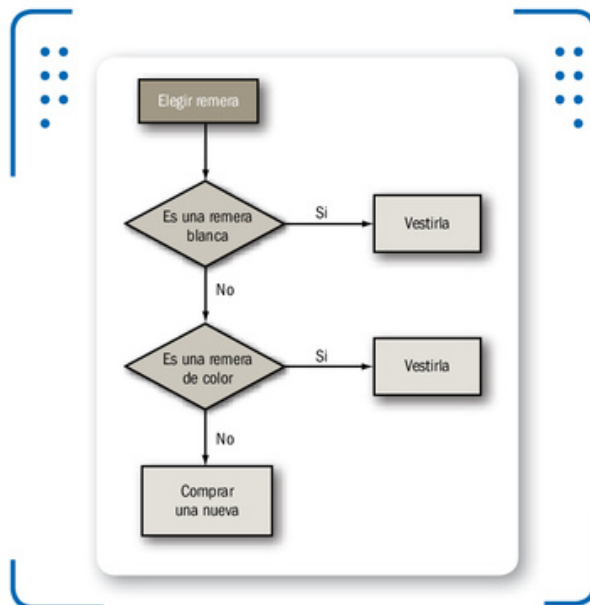 Elegir remera
Es una remera
blanca
Si
Vestirla
No
Es una remera
de color
Si
Vestirla
No
Comprar
una nueva